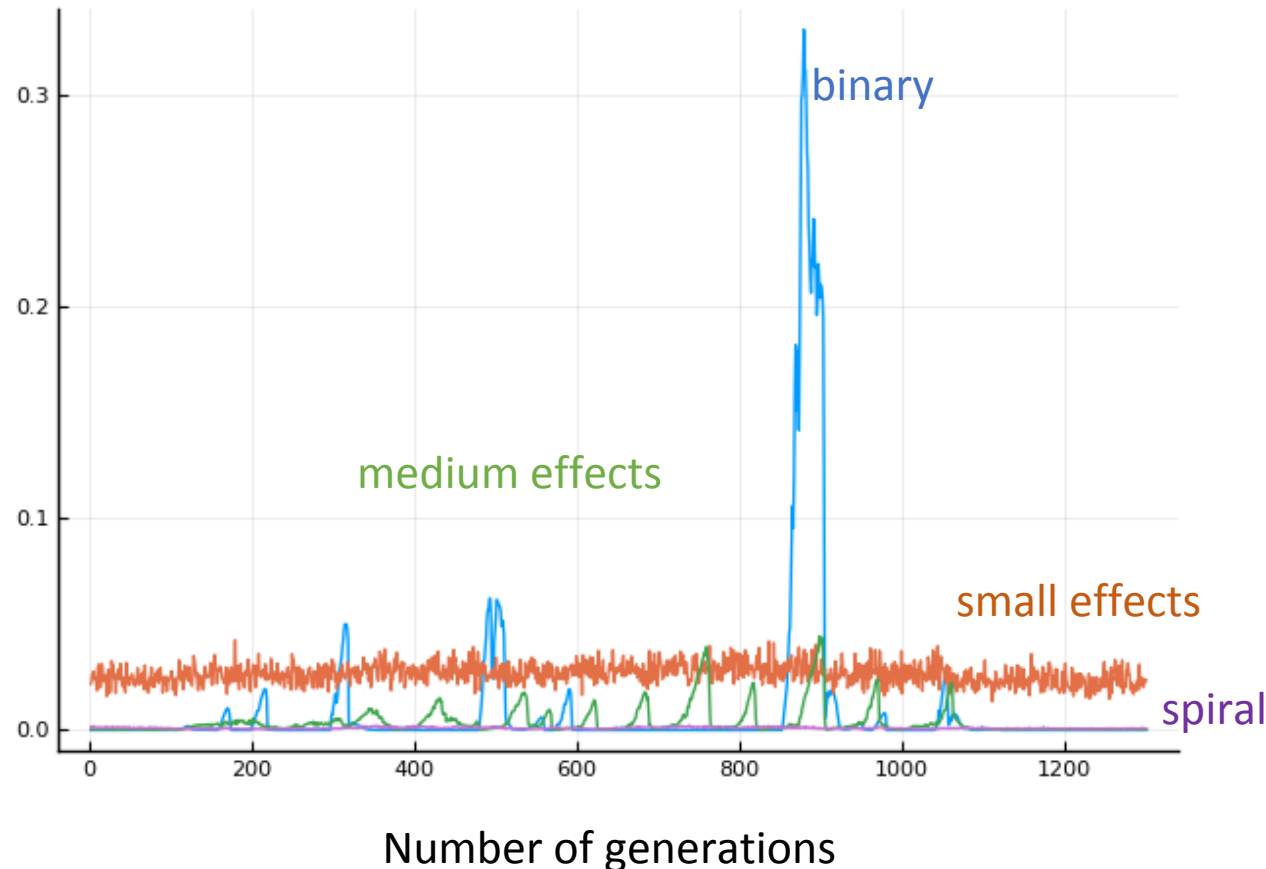 0.3
binary
0.2
medium effects
0.1
small effects
spiral
0.0
0 200 400 600 800 1000 1200
Number of generations